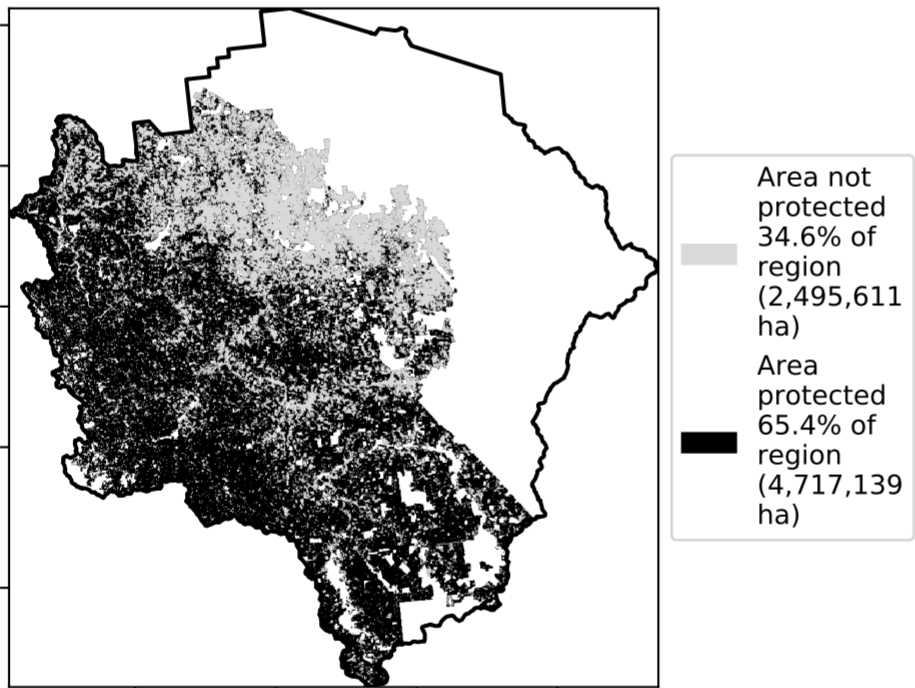 Area not
protected
34.6% of
region
(2,495,611
ha)
Area
protected
65.4% of
region
(4,717,139
ha)